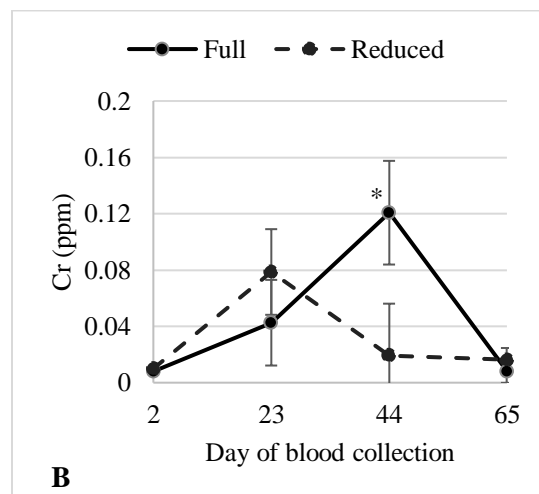 Full Reduced
0.2
0.16
*
0.12
0.08
0.04
0
Cr (ppm)
2 23 44 65
Day of blood collection
B